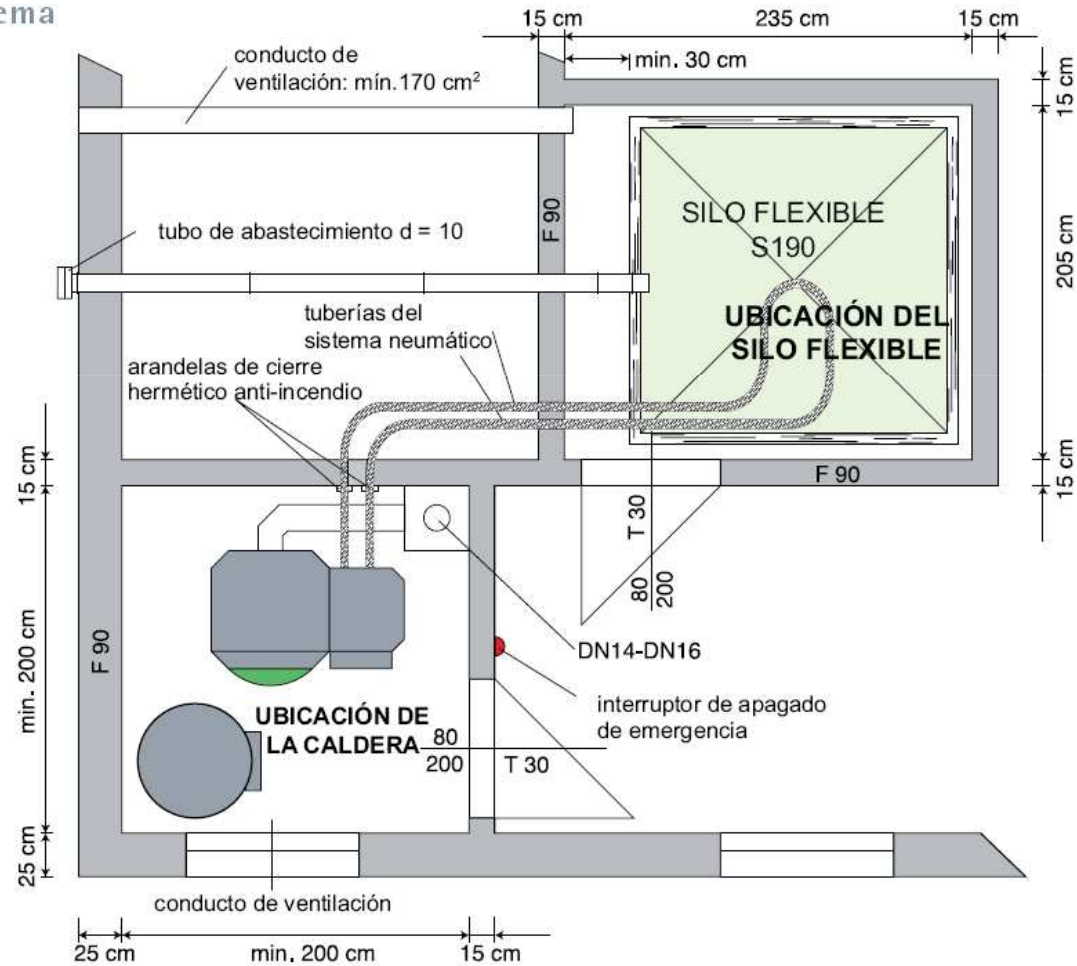 ema
15 cm
235 cm
15 cm
conducto de
ventilación: mín.170 cm²
min. 30 cm
15 cm
F 90
SILO FLEXIBLE
S190
tubo de abastecimiento d = 10
205 cm
tuberías del
sistema neumático
UBICACIÓN DEL
SILO FLEXIBLE
arandelas de cierre
hermético anti-incendio
15 cm
F 90
15 cm
T 30
80
200
min. 200 cm
F 90
DN14-DN16
interruptor de apagado
de emergencia
UBICACIÓN DE
LA CALDERA
80
200
T 30
25 cm
conducto de ventilación
25 cm
min. 200 cm
15 cm